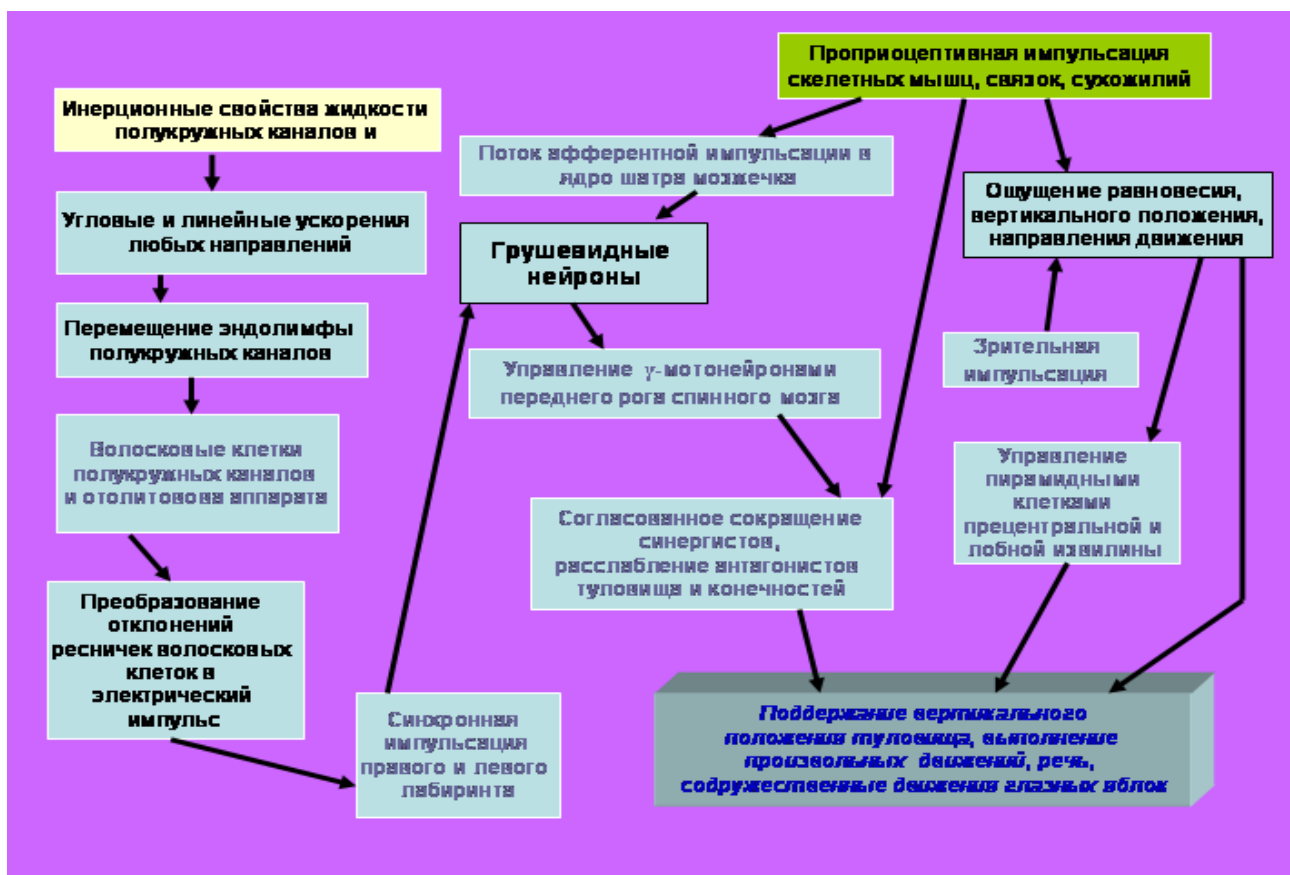 Проприоцептивная импульсация
скелетных мышц, связок, сухожилий
Инерционные свойства жидкости
полукружных каналов и
Поток афферентной импульсации в
ядро шатра мозжечка
Ощущение равновесия,
вертикального положения,
направления движения
Угловые и линейные ускорения
любых направлений
Грушевидные
нейроны
Перемещение эндолимфы
полукружных каналов
Зрительная
импульсация
Управление γ-мотонейронами
переднего рога спинного мозга
Волосковые клетки
полукружных каналов
и отолитовова аппарата
Управление
пирамидными
клетками
прецентральной и
лобной извилины
Согласованное сокращение
синергистов,
расслабление антагонистов
туловища и конечностей
Преобразование
отклонений
ресничек волосковых
клеток в
электрический
импульс
Синхронная
импульсация
правого и левого
лабиринта
Поддержание вертикального
положения туловища, выполнение
произвольных движений, речь,
содружественные движения глазных яблок